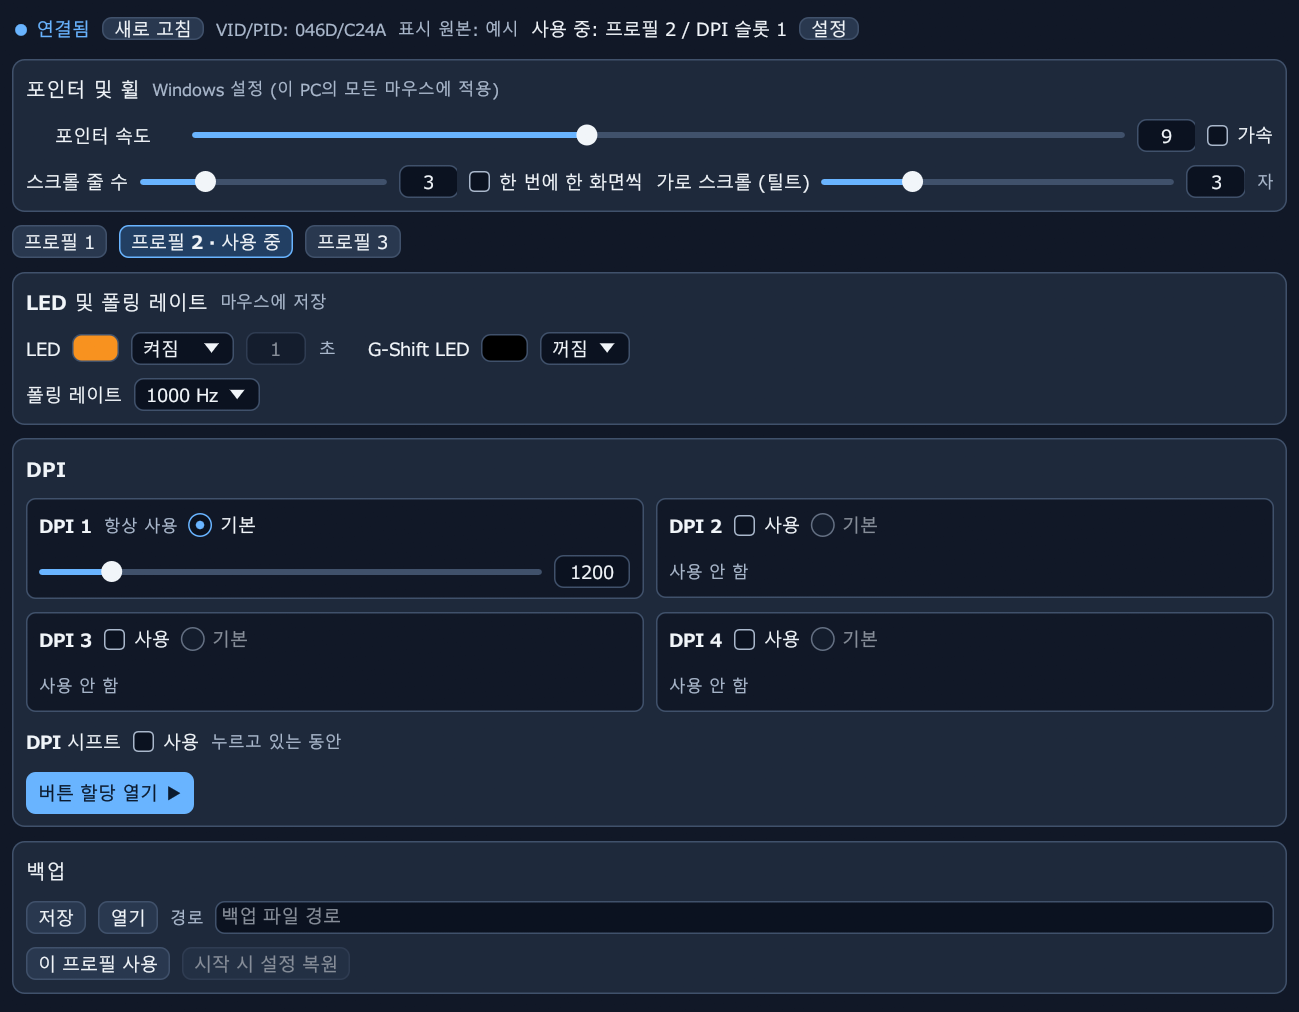 연결됨 새로 고침 VID/PID: 046D/C24A 표시 원본: 예시 사용 중: 프로필 2 / DPI 슬롯 1 설정
포인터 및 휠 Windows 설정 (이 PC의 모든 마우스에 적용)
포인터 속도 9 가속
스크롤 줄 수 3 한 번에 한 화면씩 가로 스크롤 (틸트) 3 자
프로필 1 프로필 2 · 사용 중 프로필 3
LED 및 폴링 레이트 마우스에 저장
LED 켜짐 1 초 G-Shift LED 꺼짐
폴링 레이트 1000 Hz
DPI
DPI 1 항상 사용 기본
1200
DPI 2 사용 기본
사용 안 함
DPI 3 사용 기본
사용 안 함
DPI 4 사용 기본
사용 안 함
DPI 시프트 사용 누르고 있는 동안
버튼 할당 열기 ▶
백업
저장 열기 경로 백업 파일 경로
이 프로필 사용 시작 시 설정 복원